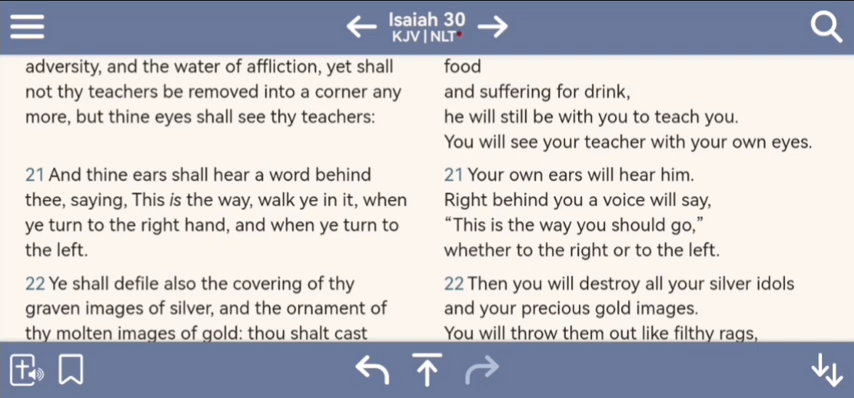 Isaiah 30
KJV | NLT*
adversity, and the water of affliction, yet shall
not thy teachers be removed into a corner any
more, but thine eyes shall see thy teachers:
21 And thine ears shall hear a word behind
thee, saying, This is the way, walk ye in it, when
ye turn to the right hand, and when ye turn to
the left.
22 Ye shall defile also the covering of thy
graven images of silver, and the ornament of
thy molten images of gold: thou shalt cast
food
and suffering for drink,
he will still be with you to teach you.
You will see your teacher with your own eyes.
21 Your own ears will hear him.
Right behind you a voice will say,
“This is the way you should go,”
whether to the right or to the left.
22 Then you will destroy all your silver idols
and your precious gold images.
You will throw them out like filthy rags,